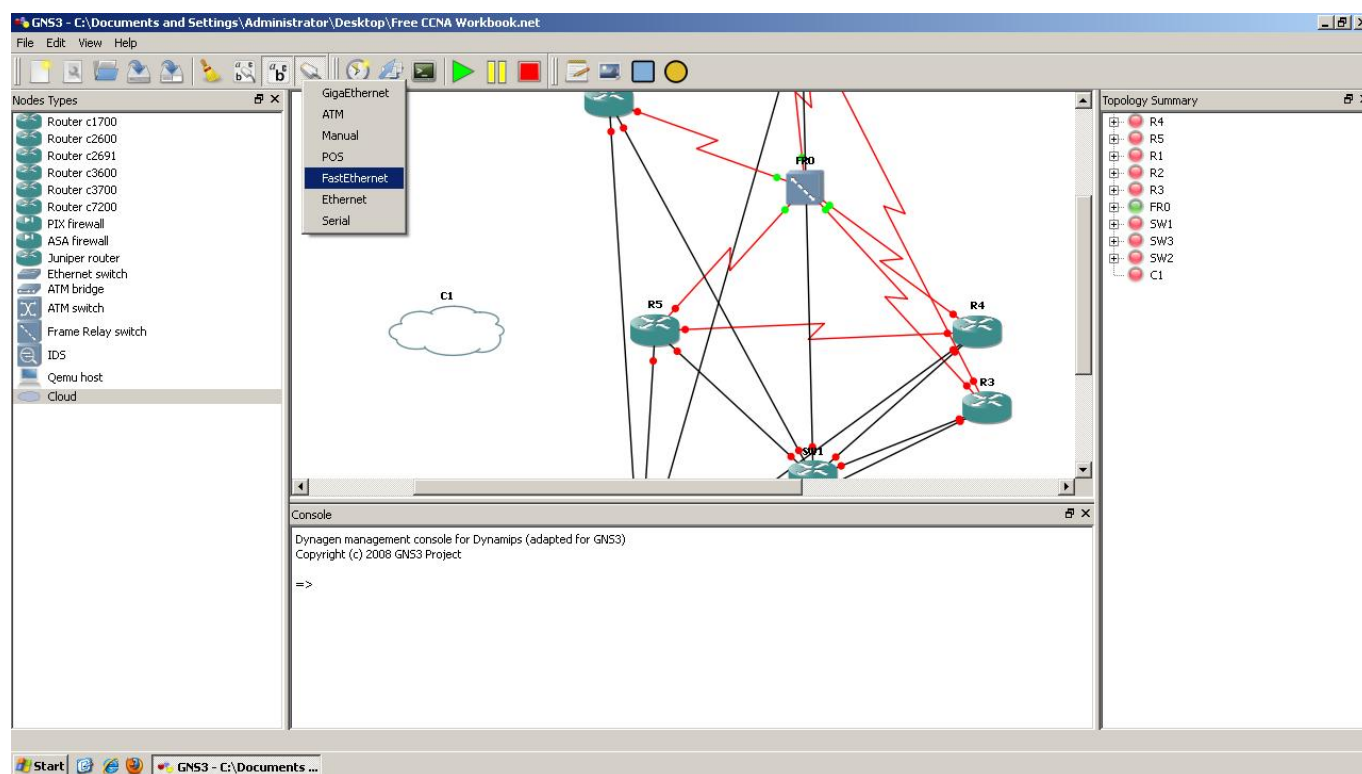 GNS3 - C:\Documents and Settings\Administrator\Desktop\Free CCNA Workbook.net
File Edit View Help
Nodes Types
Router c1700
Router c2600
Router c2691
Router c3600
Router c3700
Router c7200
PIX firewall
ASA firewall
Juniper router
Ethernet switch
ATM bridge
ATM switch
Frame Relay switch
IDS
Qemu host
Cloud
GigaEthernet
ATM
Manual
POS
FastEthernet
Ethernet
Serial
FR0
C1
R5
R4
R3
SW1
Topology Summary
R4
R5
R1
R2
R3
FR0
SW1
SW3
SW2
C1
Console
Dynagen management console for Dynamips (adapted for GNS3)
Copyright (c) 2008 GNS3 Project
=>
Start
GNS3 - C:\Documents ...